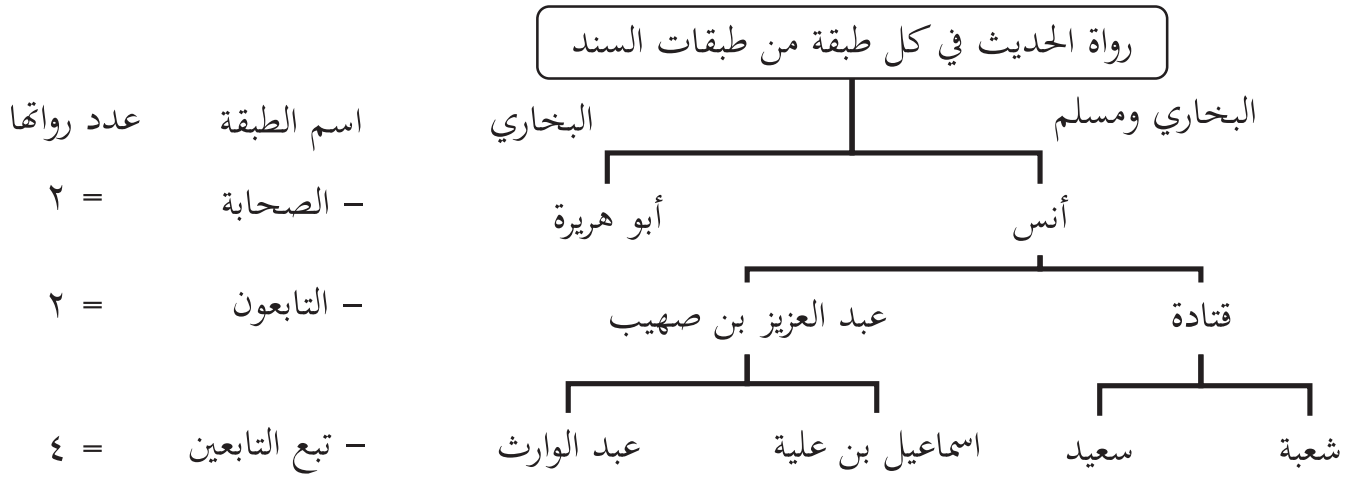 رواة الحديث في كل طبقة من طبقات السند
البخاري ومسلم البخاري اسم الطبقة عدد رواتها
أنس أبو هريرة – الصحابة = ٢
قتادة عبد العزيز بن صهيب – التابعون = ٢
شعبة سعيد اسماعيل بن علية عبد الوارث – تبع التابعين = ٤